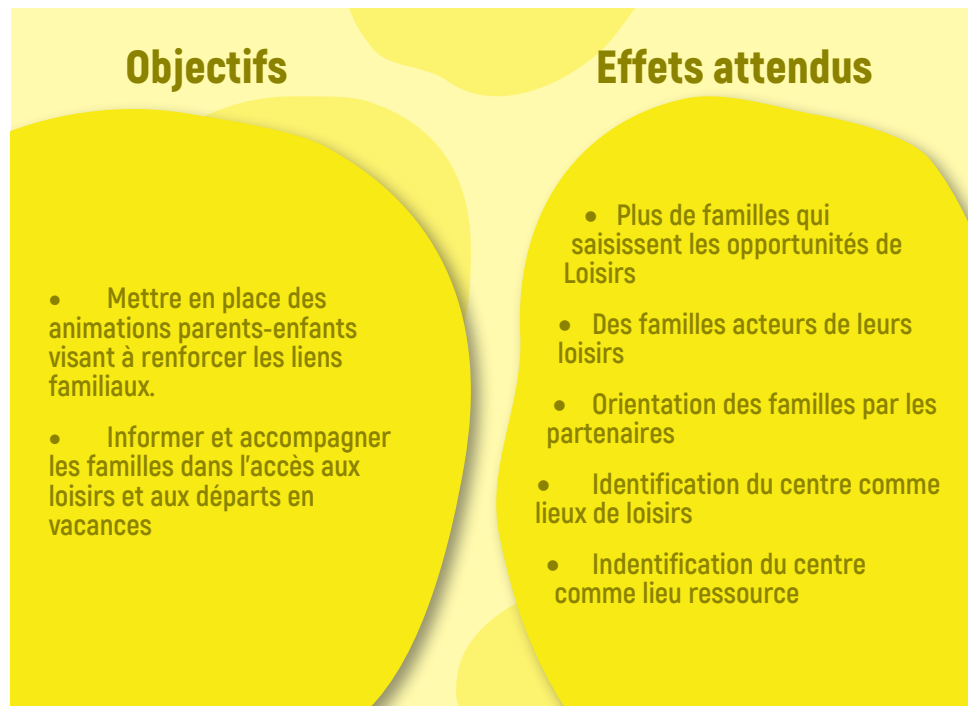 Objectifs
• Mettre en place des
animations parents-enfants
visant à renforcer les liens
familiaux.
• Informer et accompagner
les familles dans l'accès aux
loisirs et aux départs en
vacances
Effets attendus
• Plus de familles qui
saisissent les opportunités de
Loisirs
• Des familles acteurs de leurs
loisirs
• Orientation des familles par les
partenaires
• Identification du centre comme
lieux de loisirs
• Indentification du centre
comme lieu ressource